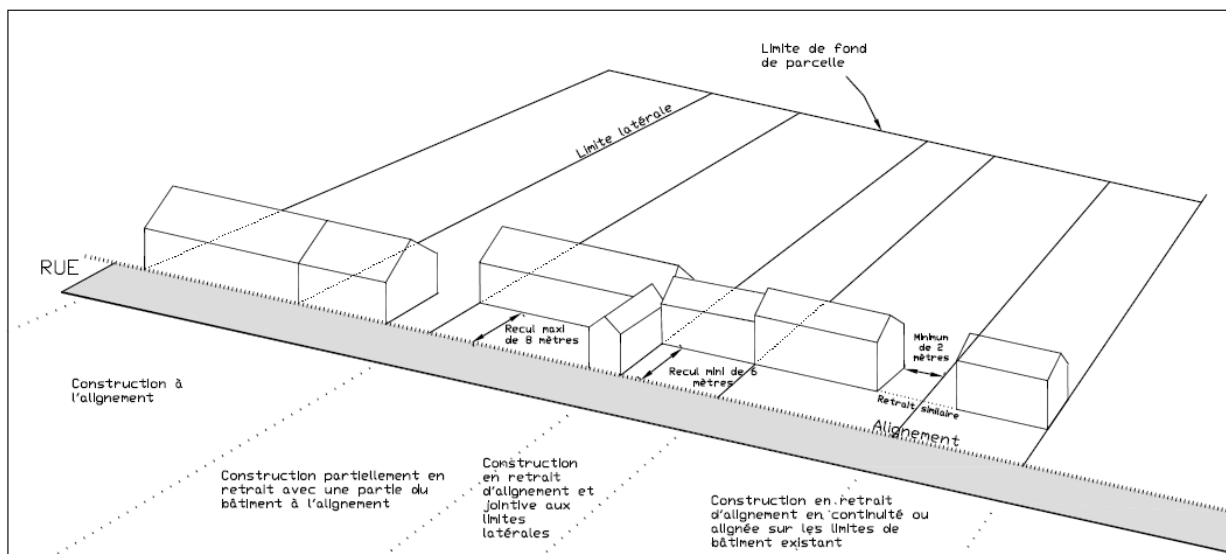 Limite de fond
de parcelle
Limite latérale
RUE
Recul maxi
de 8 mètres
Recul mini de 6
mètres
Minimum
de 2
mètres
Retrait similaire
Alignement
Construction à
l'alignement
Construction partiellement en
retrait avec une partie du
bâtiment à l'alignement
Construction
en retrait
d'alignement et
jointive aux
limites
latérales
Construction en retrait
d'alignement en continuité ou
alignée sur les limites de
bâtiment existant